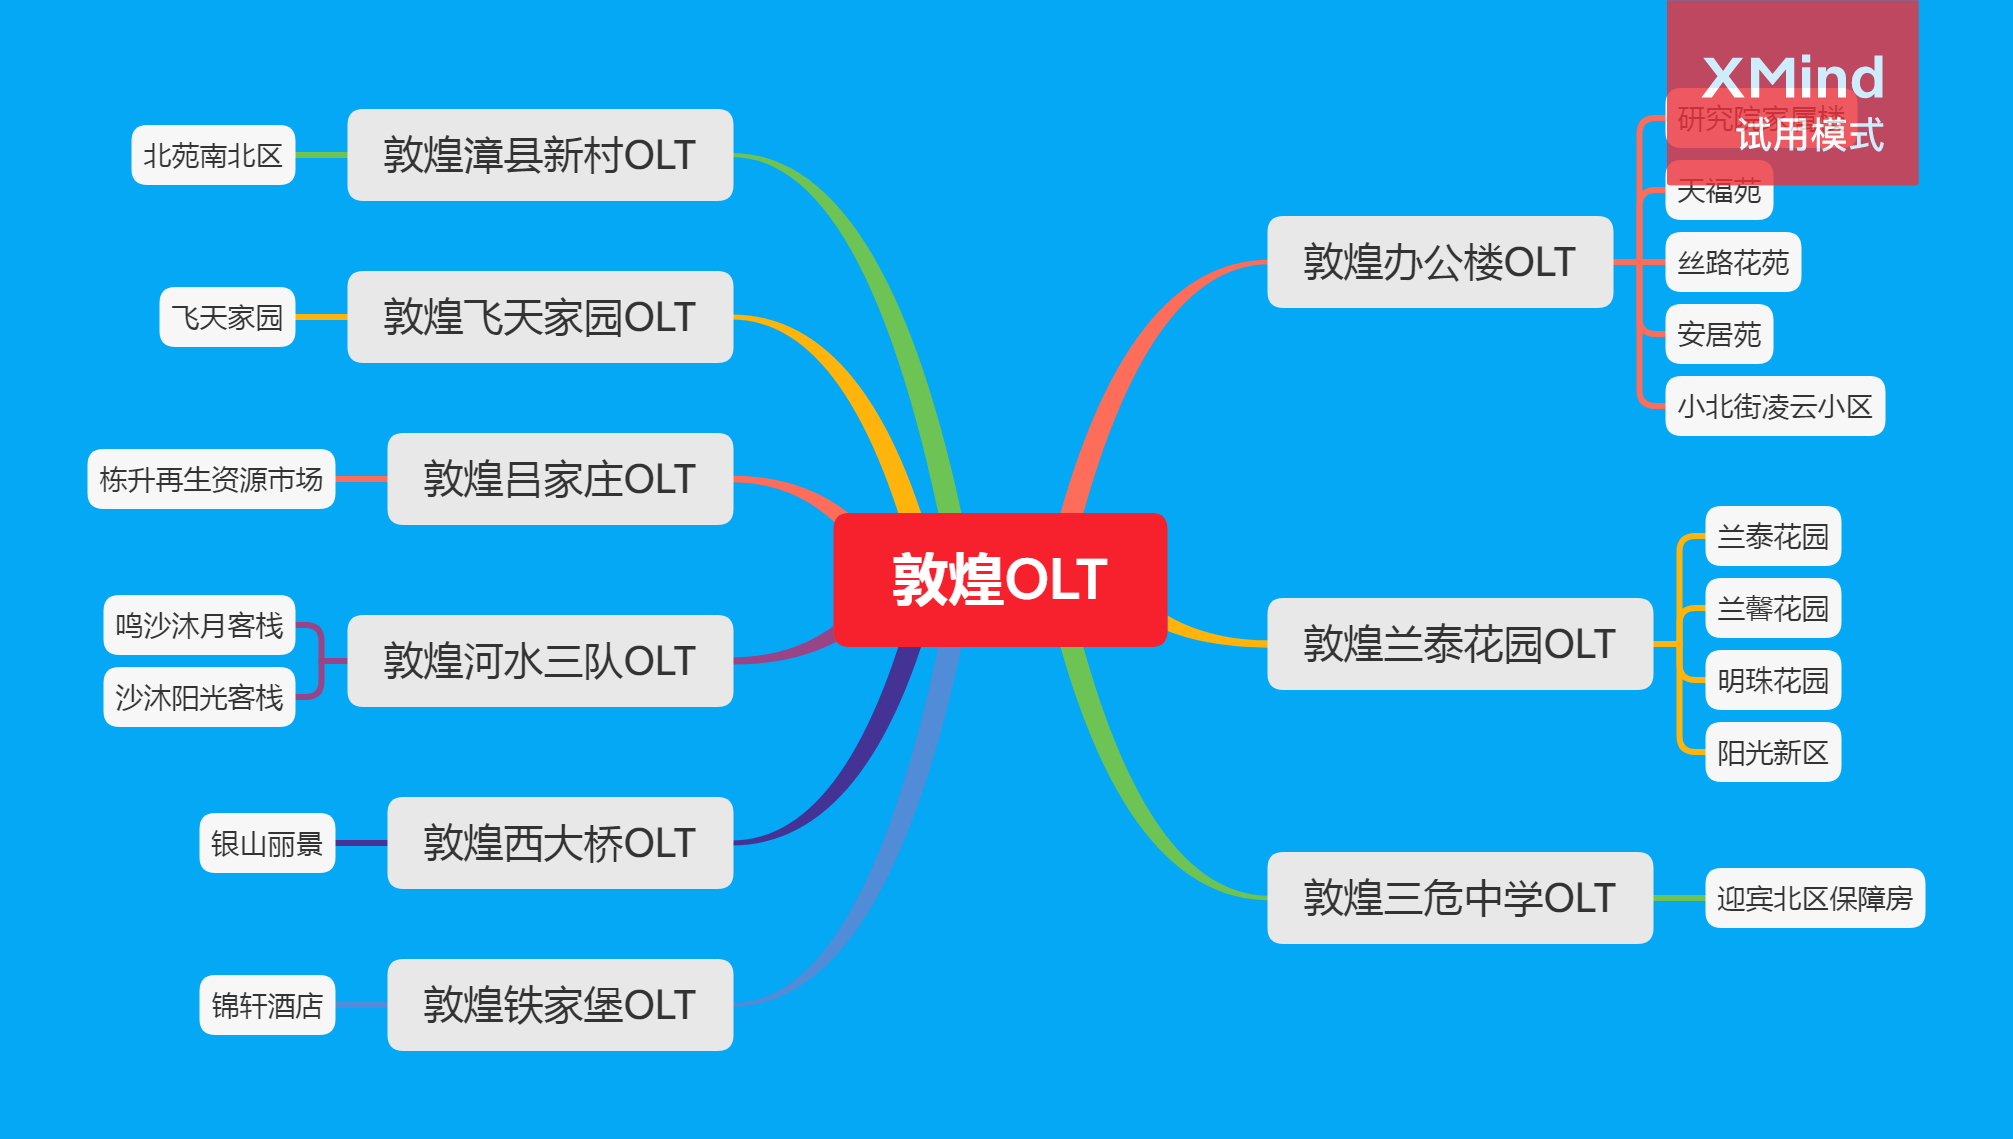 敦煌OLT
敦煌办公楼OLT
研究院家属楼
天福苑
丝路花苑
安居苑
小北街凌云小区
敦煌兰泰花园OLT
兰泰花园
兰馨花园
明珠花园
阳光新区
敦煌三危中学OLT
迎宾北区保障房
敦煌漳县新村OLT
北苑南北区
敦煌飞天家园OLT
飞天家园
敦煌吕家庄OLT
栋升再生资源市场
敦煌河水三队OLT
鸣沙沐月客栈
沙沐阳光客栈
敦煌西大桥OLT
银山丽景
敦煌铁家堡OLT
锦轩酒店
XMind
试用模式